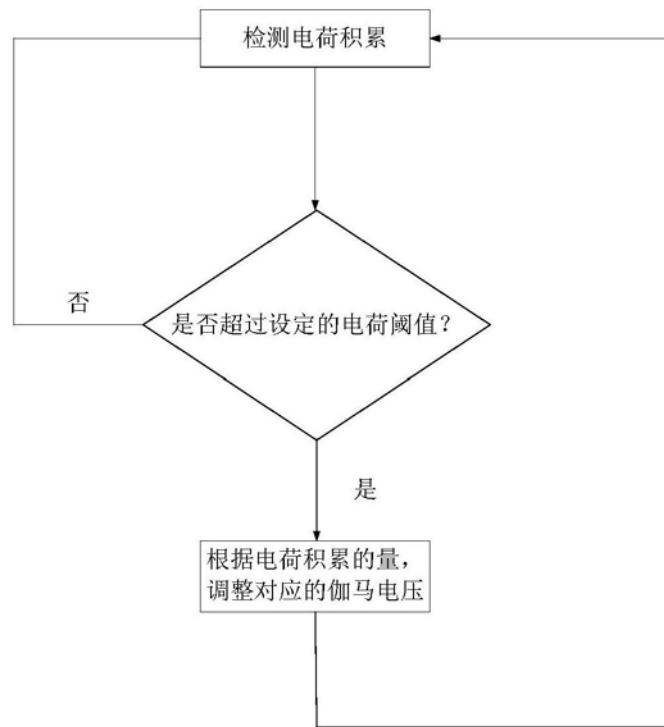 检测电荷积累
否
是否超过设定的电荷阈值？
是
根据电荷积累的量，
调整对应的伽马电压